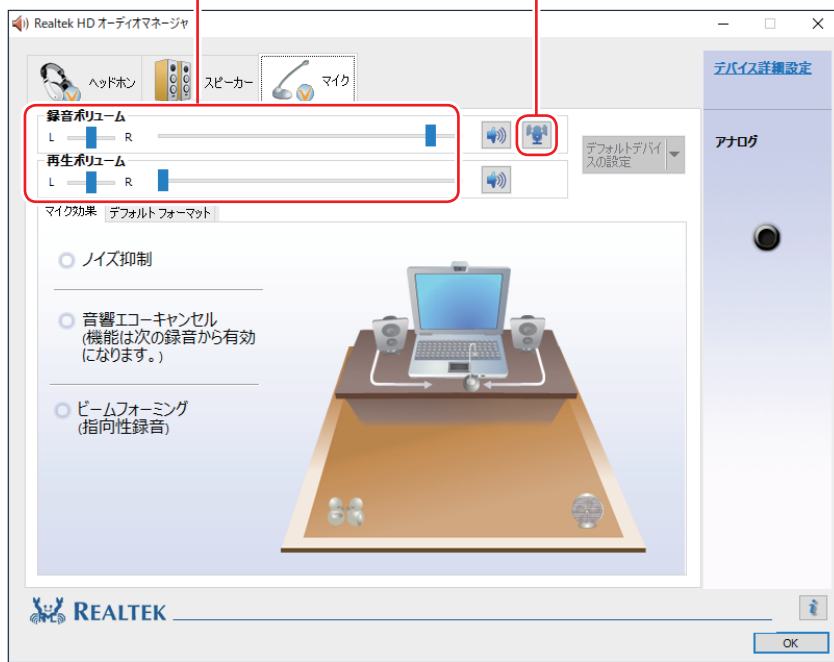 Realtek HD オーディオマネージャ
ヘッドホン
スピーカー
マイク
デバイス詳細設定
録音ボリューム
L
R
デフォルトデバイ
スの設定
アナログ
再生ボリューム
L
R
マイク効果
デフォルト フォーマット
ノイズ抑制
音響エコーキャンセル
(機能は次の録音から有効
になります。)
ビームフォーミング
(指向性録音)
REALTEK
i
OK